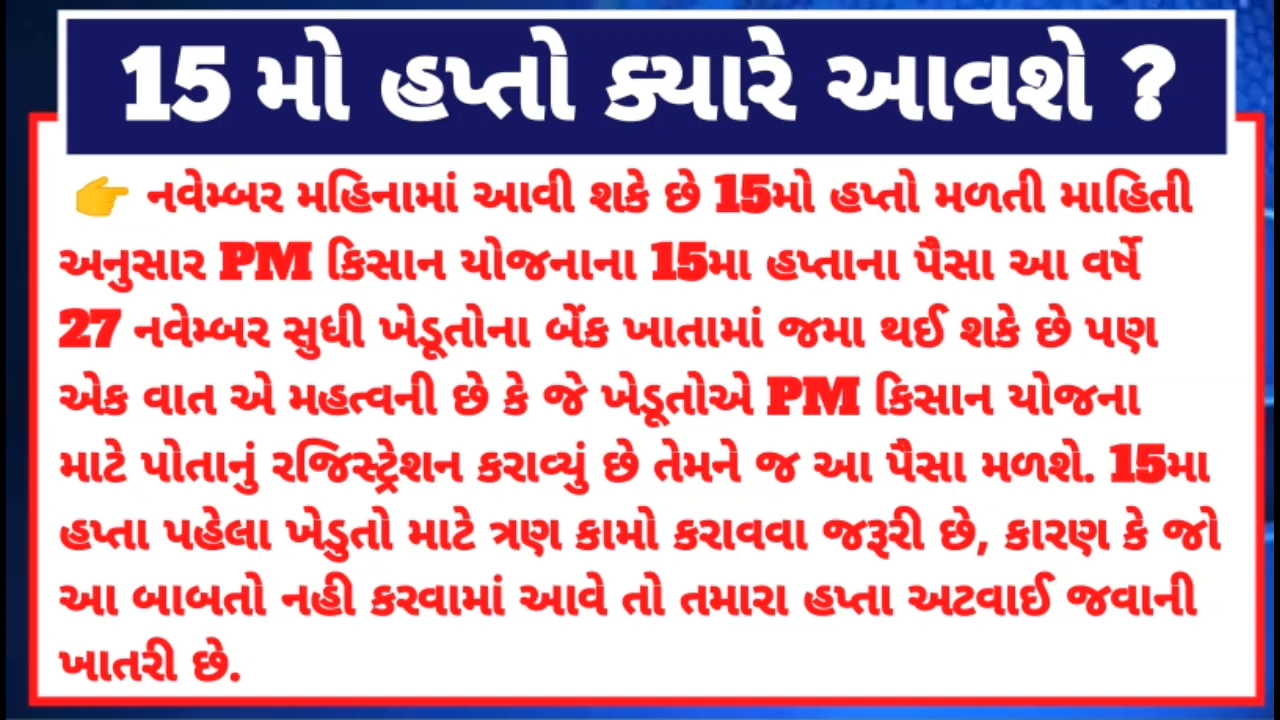 15 મો હપ્તો ક્યારે આવશે ?
👉 નવેમ્બર મહિનામાં આવી શકે છે 15મો હપ્તો મળતી માહિતી
અનુસાર PM કિસાન યોજનાના 15મા હપ્તાના પૈસા આ વર્ષે
27 નવેમ્બર સુધી ખેડૂતોના બેંક ખાતામાં જમા થઈ શકે છે પણ
એક વાત એ મહત્વની છે કે જે ખેડૂતોએ PM કિસાન યોજના
માટે પોતાનું રજિસ્ટ્રેશન કરાવ્યું છે તેમને જ આ પૈસા મળશે. 15મા
હપ્તા પહેલા ખેડુતો માટે ત્રણ કામો કરાવવા જરૂરી છે, કારણ કે જો
આ બાબતો નહી કરવામાં આવે તો તમારા હપ્તા અટવાઈ જવાની
ખાતરી છે.